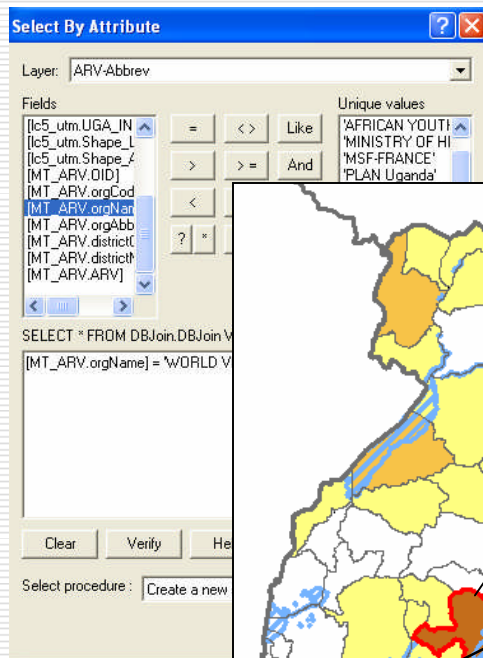 Select By Attribute
Layer: ARV-Abbrev
Fields
Unique values
[lc5_utm.UGA_IN
[lc5_utm.Shape_L
[lc5_utm.Shape_A
[MT_ARV.OID]
[MT_ARV.orgCod
[MT_ARV.orgNan
[MT_ARV.orgAbb
[MT_ARV.district
[MT_ARV.district
[MT_ARV.ARV]
= <> Like
> >= And
<
? *
'AFRICAN YOUTH
'MINISTRY OF
'MSF-FRANCE'
'PLAN Uganda'
SELECT * FROM DBJoin.DBJoin
[MT_ARV.orgName] = 'WORLD
Clear Verify
Select procedure : Create a new